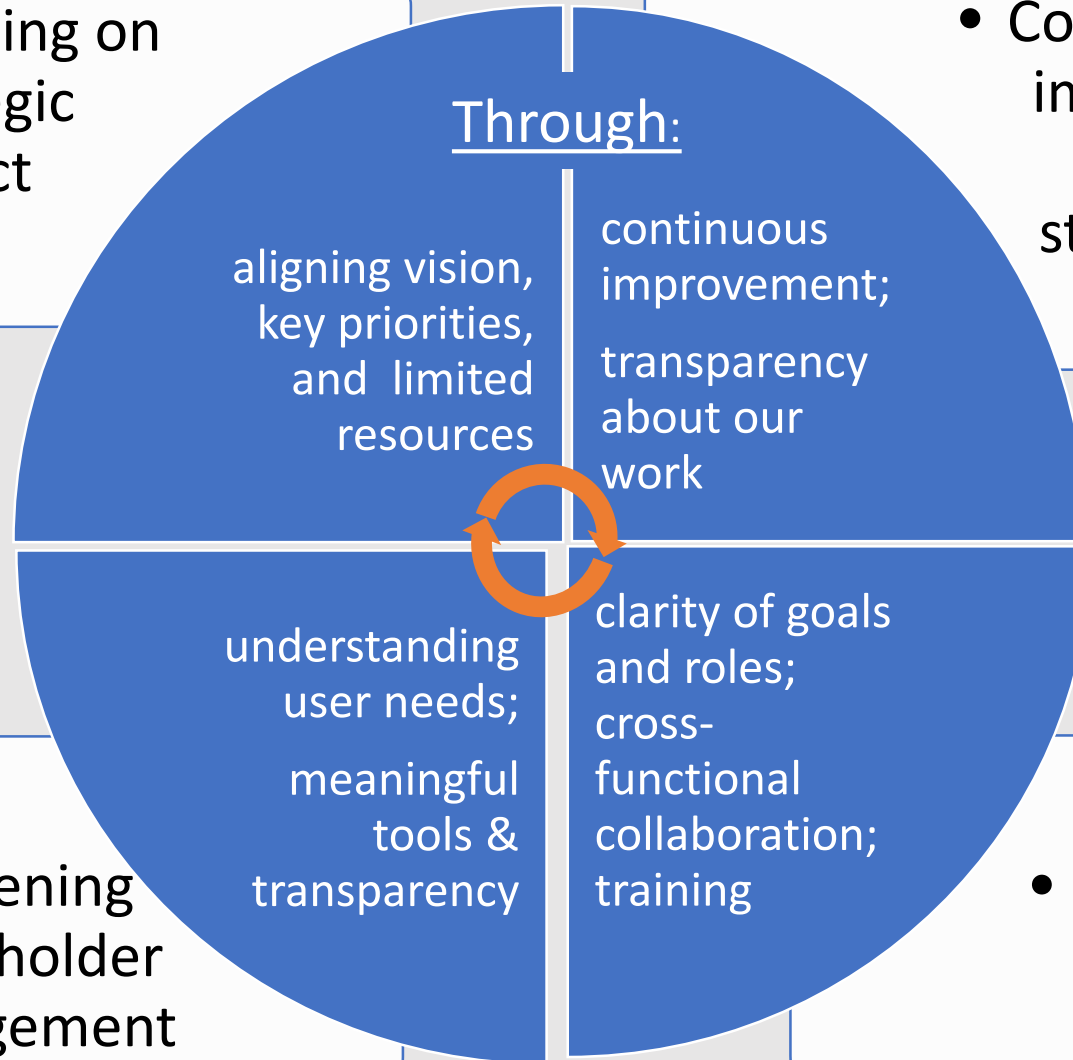 ing on
gic
ct
Co
in
st
Through:
aligning vision,
key priorities,
and limited
resources
continuous
improvement;
transparency
about our
work
understanding
user needs;
meaningful
tools &
transparency
clarity of goals
and roles;
cross-
functional
collaboration;
training
ening
holder
gement